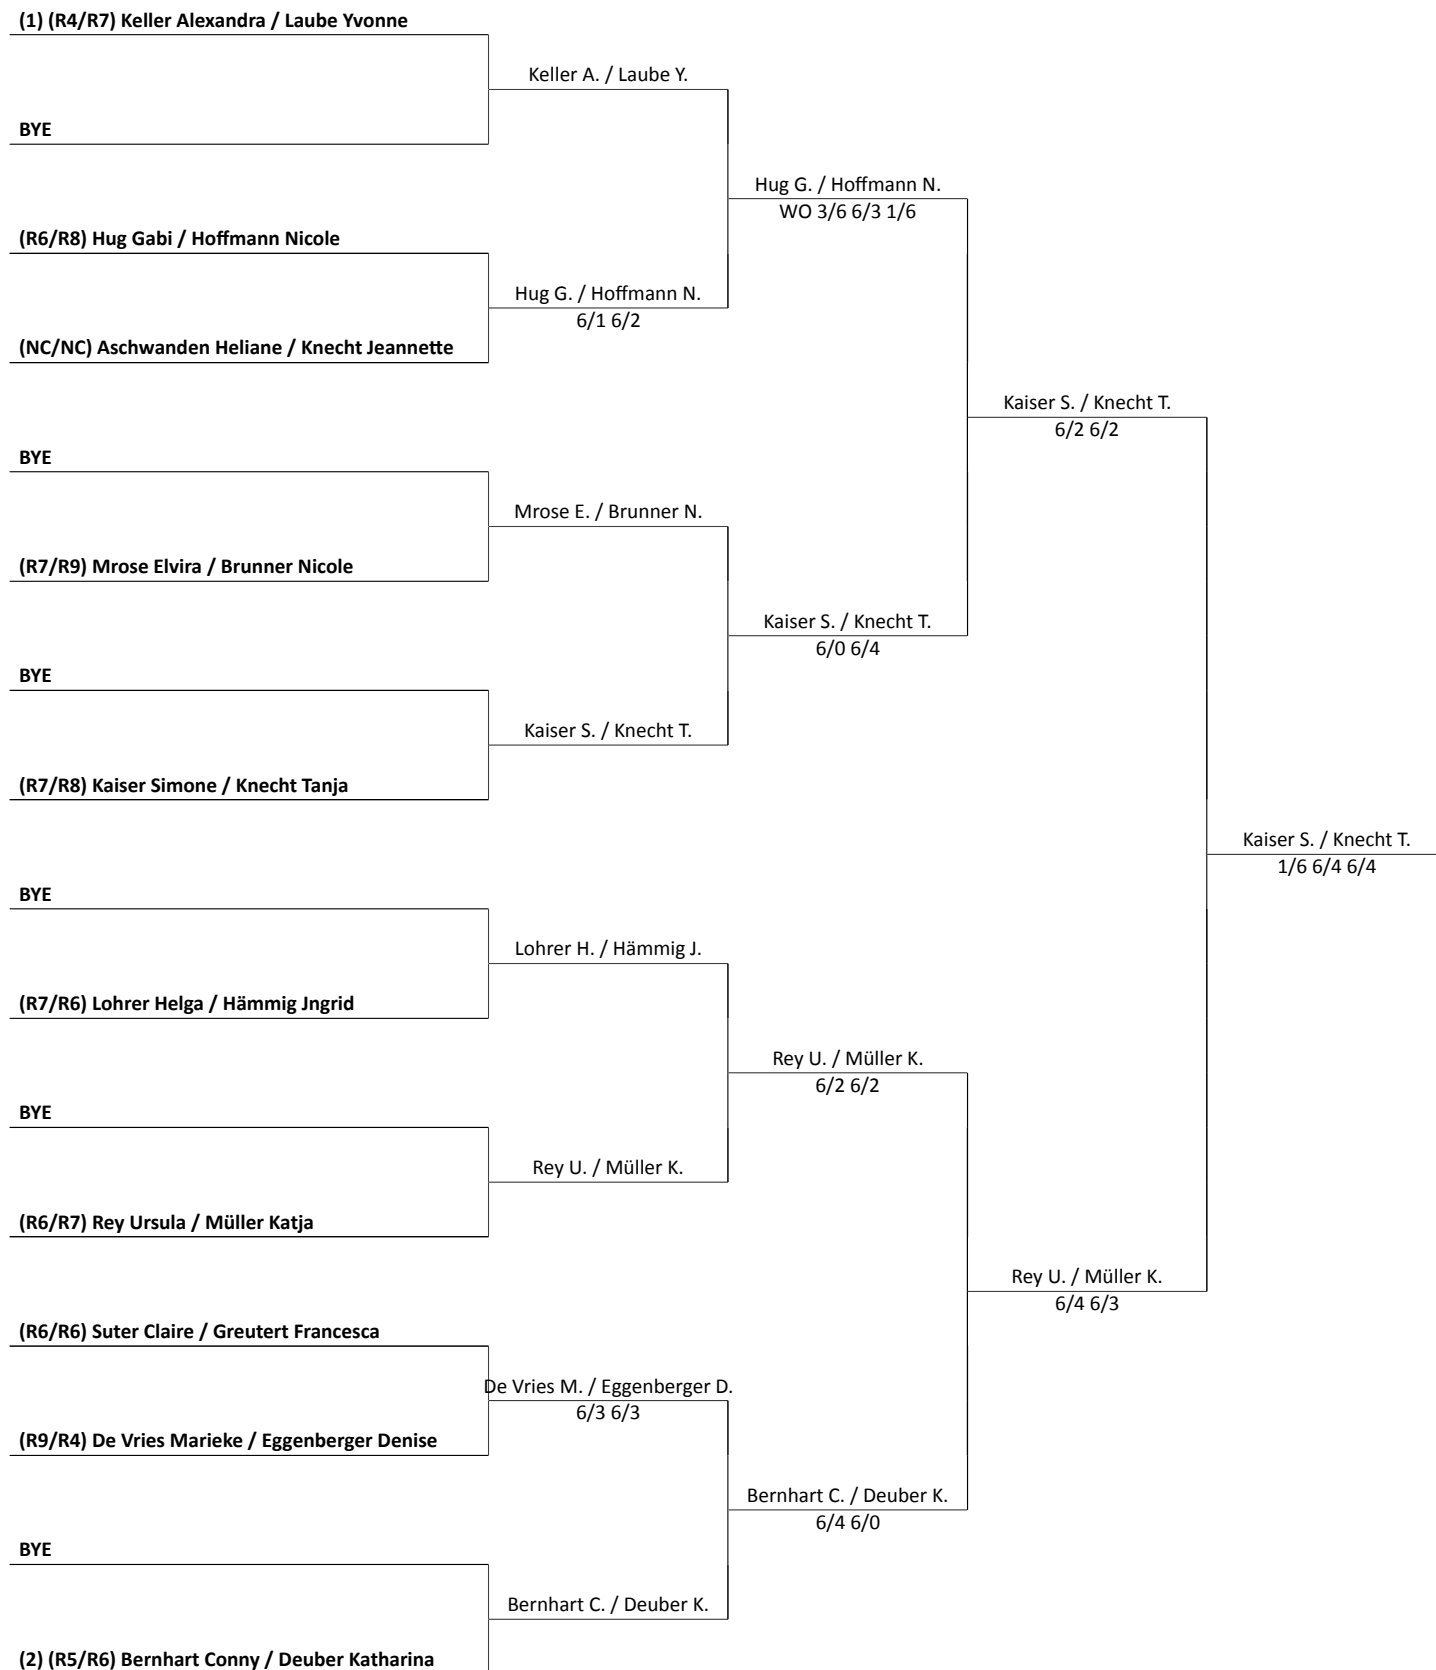 (1) (R4/R7) Keller Alexandra / Laube Yvonne
Keller A. / Laube Y.
BYE
Hug G. / Hoffmann N.
WO 3/6 6/3 1/6
(R6/R8) Hug Gabi / Hoffmann Nicole
Hug G. / Hoffmann N.
6/1 6/2
(NC/NC) Aschwanden Heliane / Knecht Jeannette
Kaiser S. / Knecht T.
6/2 6/2
BYE
Mrose E. / Brunner N.
(R7/R9) Mrose Elvira / Brunner Nicole
Kaiser S. / Knecht T.
6/0 6/4
BYE
Kaiser S. / Knecht T.
(R7/R8) Kaiser Simone / Knecht Tanja
Kaiser S. / Knecht T.
1/6 6/4 6/4
BYE
Lohrer H. / Hämmig J.
(R7/R6) Lohrer Helga / Hämmig Jngrid
Rey U. / Müller K.
6/2 6/2
BYE
Rey U. / Müller K.
(R6/R7) Rey Ursula / Müller Katja
Rey U. / Müller K.
6/4 6/3
(R6/R6) Suter Claire / Greutert Francesca
De Vries M. / Eggenberger D.
6/3 6/3
(R9/R4) De Vries Marieke / Eggenberger Denise
Bernhart C. / Deuber K.
6/4 6/0
BYE
Bernhart C. / Deuber K.
(2) (R5/R6) Bernhart Conny / Deuber Katharina